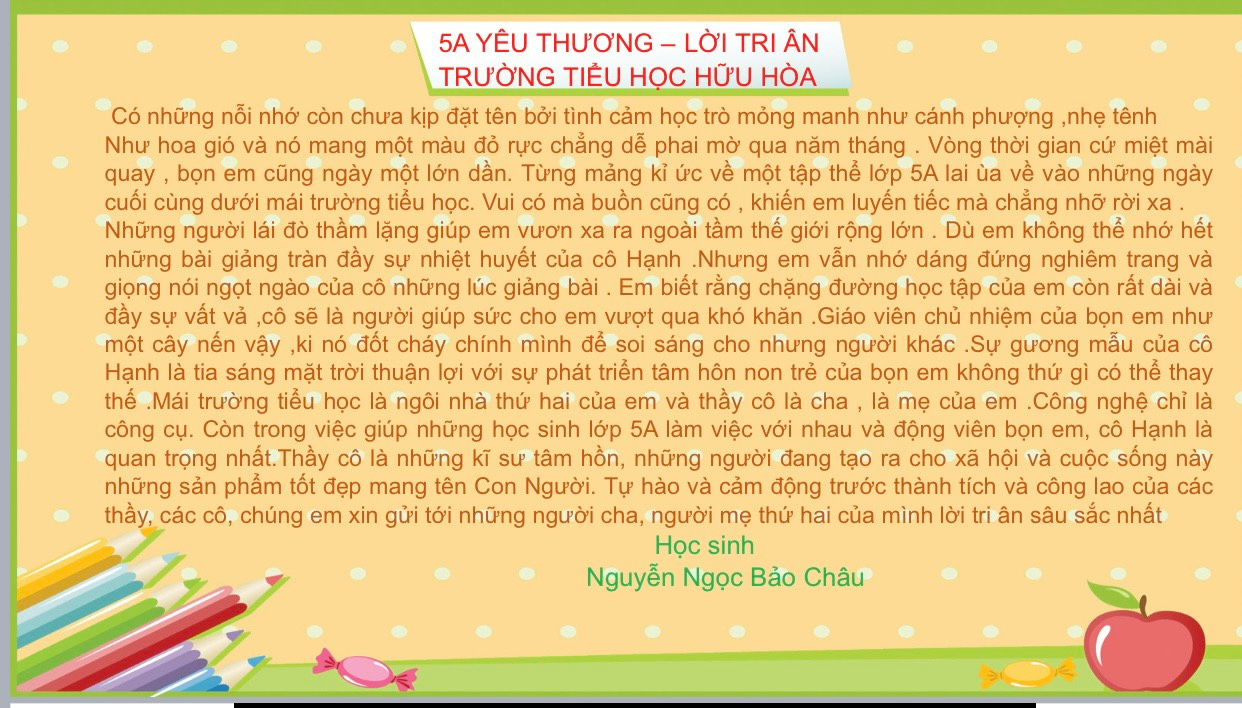 5A YÊU THƯƠNG – LỜI TRI ÂN
TRƯỜNG TIỂU HỌC HỮU HÒA
Có những nỗi nhớ còn chưa kịp đặt tên bởi tình cảm học trò mỏng manh như cánh phượng ,nhẹ tênh
Như hoa gió và nó mang một màu đỏ rực chẳng dễ phai mờ qua năm tháng . Vòng thời gian cứ miệt mài
quay , bọn em cũng ngày một lớn dần. Từng mảng kỉ ức về một tập thể lớp 5A lai ùa về vào những ngày
cuối cùng dưới mái trường tiểu học. Vui có mà buồn cũng có , khiến em luyến tiếc mà chẳng nhỡ rời xa .
Những người lái đò thầm lặng giúp em vươn xa ra ngoài tầm thế giới rộng lớn . Dù em không thể nhớ hết
những bài giảng tràn đầy sự nhiệt huyết của cô Hạnh .Nhưng em vẫn nhớ dáng đứng nghiêm trang và
giọng nói ngọt ngào của cô những lúc giảng bài . Em biết rằng chặng đường học tập của em còn rất dài và
đầy sự vất vả ,cô sẽ là người giúp sức cho em vượt qua khó khăn .Giáo viên chủ nhiệm của bọn em như
một cây nến vậy ,ki nó đốt cháy chính mình để soi sáng cho nhưng người khác .Sự gương mẫu của cô
Hạnh là tia sáng mặt trời thuận lợi với sự phát triển tâm hôn non trẻ của bọn em không thứ gì có thể thay
thế .Mái trường tiểu học là ngôi nhà thứ hai của em và thầy cô là cha , là mẹ của em .Công nghệ chỉ là
công cụ. Còn trong việc giúp những học sinh lớp 5A làm việc với nhau và động viên bọn em, cô Hạnh là
quan trọng nhất.Thầy cô là những kĩ sư tâm hồn, những người đang tạo ra cho xã hội và cuộc sống này
những sản phẩm tốt đẹp mang tên Con Người. Tự hào và cảm động trước thành tích và công lao của các
thầy, các cô, chúng em xin gửi tới những người cha, người mẹ thứ hai của mình lời tri ân sâu sắc nhất
Học sinh
Nguyễn Ngọc Bảo Châu